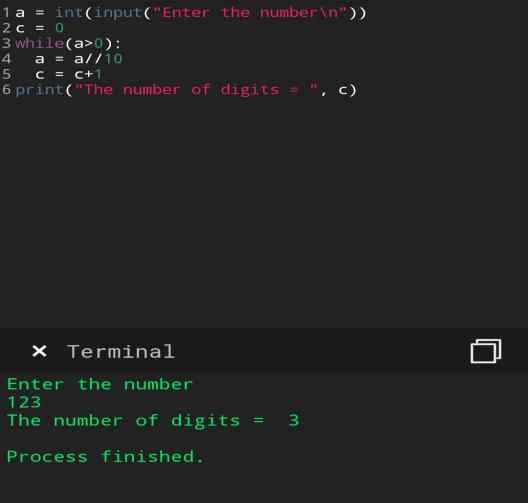 1 a = int(input("Enter the number\n"))
2 c = 0
3 while(a>0):
4   a = a//10
5   c = c+1
6 print("The number of digits = ", c)
× Terminal
Enter the number
123
The number of digits =  3
Process finished.